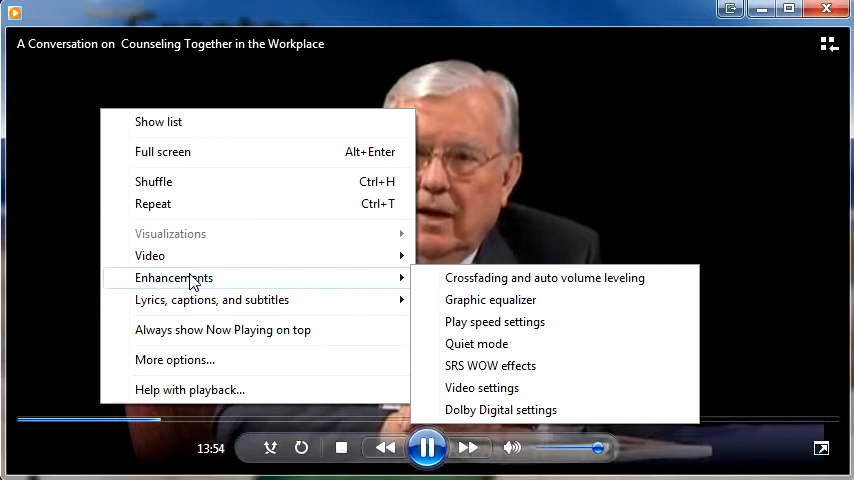 A Conversation on  Counseling Together in the Workplace
Show list
Full screen Alt+Enter
Shuffle Ctrl+H
Repeat Ctrl+T
Visualizations
Video
Enhancements
Lyrics, captions, and subtitles
Always show Now Playing on top
More options...
Help with playback...
Crossfading and auto volume leveling
Graphic equalizer
Play speed settings
Quiet mode
SRS WOW effects
Video settings
Dolby Digital settings
13:54